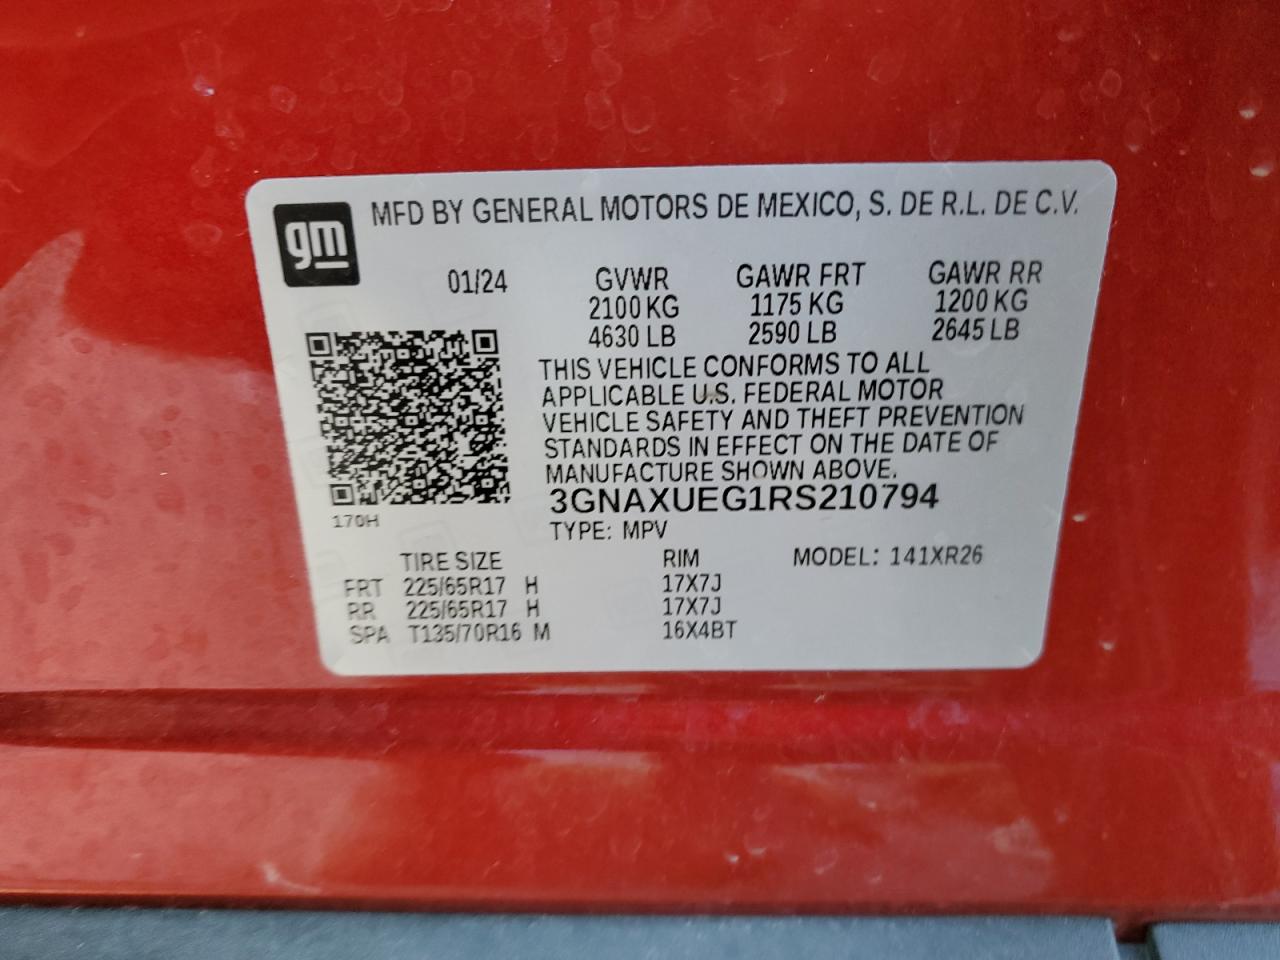 gm
MFD BY GENERAL MOTORS DE MEXICO, S. DE R.L. DE C.V.
01/24 GVWR GAWR FRT GAWR RR
2100 KG 1175 KG 1200 KG
4630 LB 2590 LB 2645 LB
THIS VEHICLE CONFORMS TO ALL
APPLICABLE U.S. FEDERAL MOTOR
VEHICLE SAFETY AND THEFT PREVENTION
STANDARDS IN EFFECT ON THE DATE OF
MANUFACTURE SHOWN ABOVE.
3GNAXUEG1RS210794
170H
TYPE: MPV
TIRE SIZE RIM MODEL: 141XR26
FRT 225/65R17 H 17X7J
RR 225/65R17 H 17X7J
SPA T135/70R16 M 16X4BT